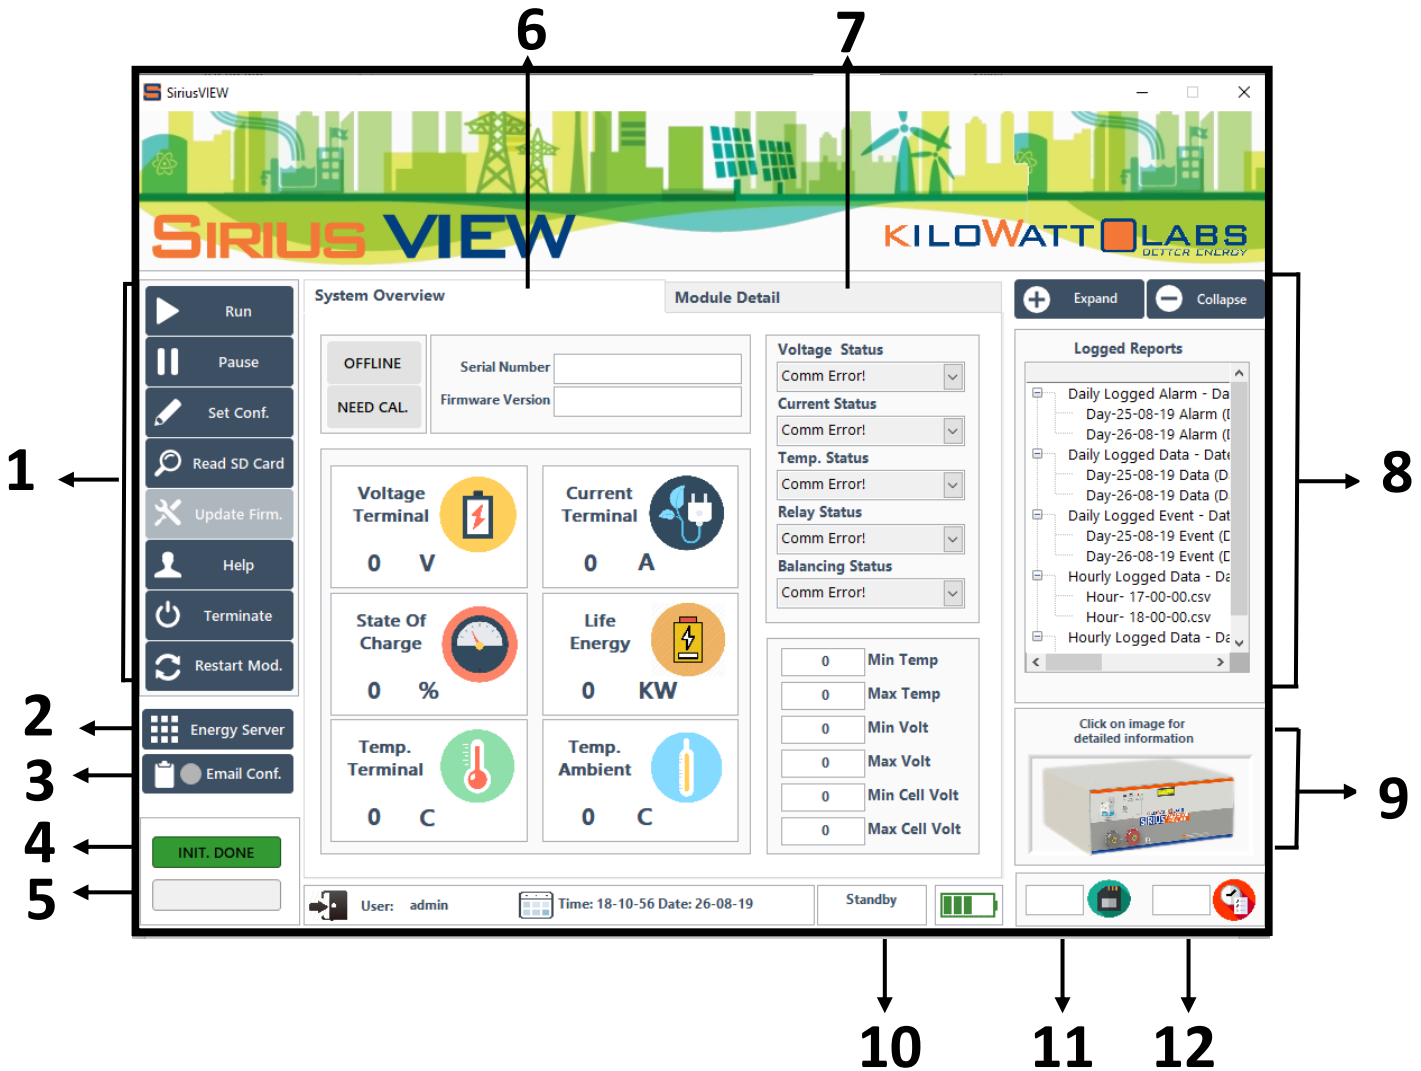 6
7
SiriusVIEW
SIRIUS VIEW
KILOWATT LABS
BETTER ENERGY
1
Run
Pause
Set Conf.
Read SD Card
Update Firm.
Help
Terminate
Restart Mod.
2
Energy Server
3
Email Conf.
4
INIT. DONE
5
System Overview
Module Detail
OFFLINE
NEED CAL.
Serial Number
Firmware Version
Voltage
Terminal
0 V
Current
Terminal
0 A
State Of
Charge
0 %
Life
Energy
0 KW
Temp.
Terminal
0 C
Temp.
Ambient
0 C
Voltage Status
Comm Error!
Current Status
Comm Error!
Temp. Status
Comm Error!
Relay Status
Comm Error!
Balancing Status
Comm Error!
0 Min Temp
0 Max Temp
0 Min Volt
0 Max Volt
0 Min Cell Volt
0 Max Cell Volt
User: admin
Time: 18-10-56 Date: 26-08-19
Standby
Expand
Collapse
Logged Reports
Daily Logged Alarm - Da
Day-25-08-19 Alarm (D
Day-26-08-19 Alarm (D
Daily Logged Data - Date
Day-25-08-19 Data (D
Day-26-08-19 Data (D
Daily Logged Event - Dat
Day-25-08-19 Event (D
Day-26-08-19 Event (D
Hourly Logged Data - Da
Hour- 17-00-00.csv
Hour- 18-00-00.csv
Hourly Logged Data - Da
8
Click on image for
detailed information
SIRIUS
9
10
11
12